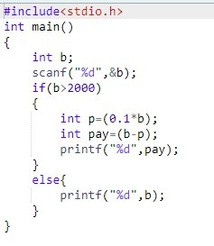 #include<stdio.h>
int main()
{
    int b;
    scanf("%d",&b);
    if(b>2000)
    {
        int p=(0.1*b);
        int pay=(b-p);
        printf("%d",pay);
    }
    else{
        printf("%d",b);
    }
}